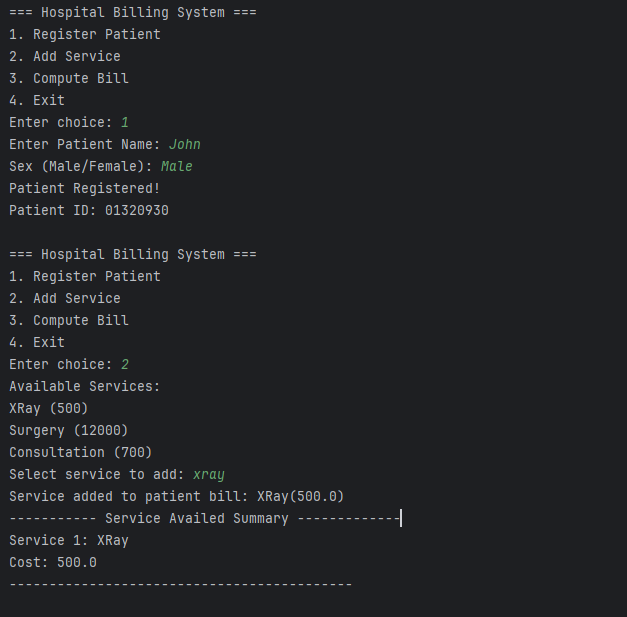 === Hospital Billing System ===
1. Register Patient
2. Add Service
3. Compute Bill
4. Exit
Enter choice: 1
Enter Patient Name: John
Sex (Male/Female): Male
Patient Registered!
Patient ID: 01320930
=== Hospital Billing System ===
1. Register Patient
2. Add Service
3. Compute Bill
4. Exit
Enter choice: 2
Available Services:
XRay (500)
Surgery (12000)
Consultation (700)
Select service to add: xray
Service added to patient bill: XRay(500.0)
----------- Service Availed Summary -------------
Service 1: XRay
Cost: 500.0
-------------------------------------------